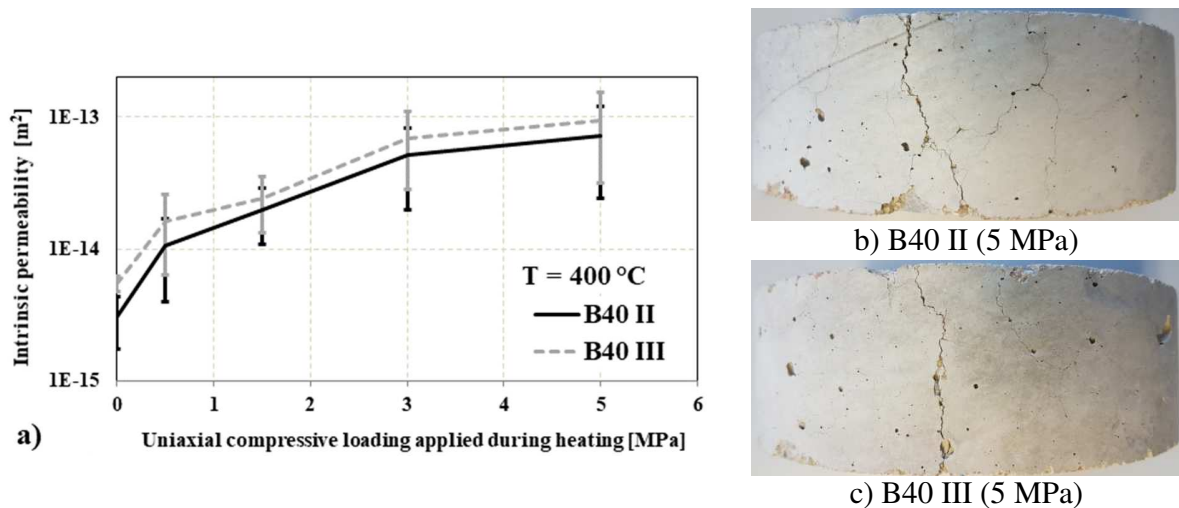 1E-13
1E-14
1E-15
Intrinsic permeability [m²]
T = 400 °C
B40 II
B40 III
0 1 2 3 4 5 6
a) Uniaxial compressive loading applied during heating [MPa]
b) B40 II (5 MPa)
c) B40 III (5 MPa)